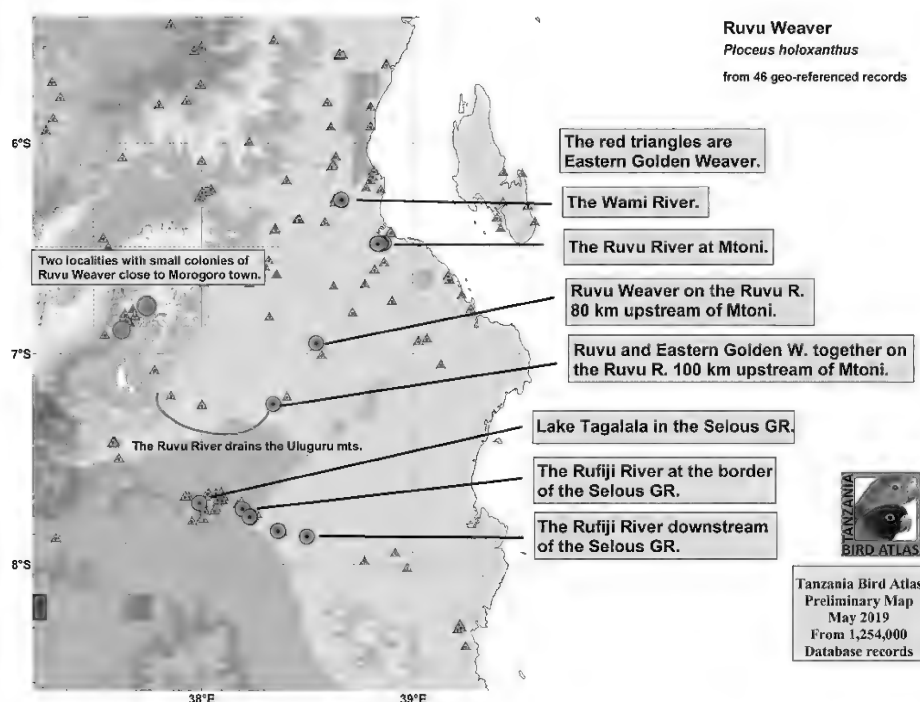 Ruvu Weaver
Ploceus holoxanthus
from 46 geo-referenced records
6°S
The red triangles are
Eastern Golden Weaver.
The Wami River.
The Ruvu River at Mtoni.
Two localities with small colonies of
Ruvu Weaver close to Morogoro town.
Ruvu Weaver on the Ruvu R.
80 km upstream of Mtoni.
7°S
Ruvu and Eastern Golden W. together on
the Ruvu R. 100 km upstream of Mtoni.
The Ruvu River drains the Uluguru mts.
Lake Tagalala in the Selous GR.
The Rufiji River at the border
of the Selous GR.
The Rufiji River downstream
of the Selous GR.
8°S
TANZANIA
BIRD ATLAS
Tanzania Bird Atlas
Preliminary Map
May 2019
From 1,254,000
Database records
38°E
39°E